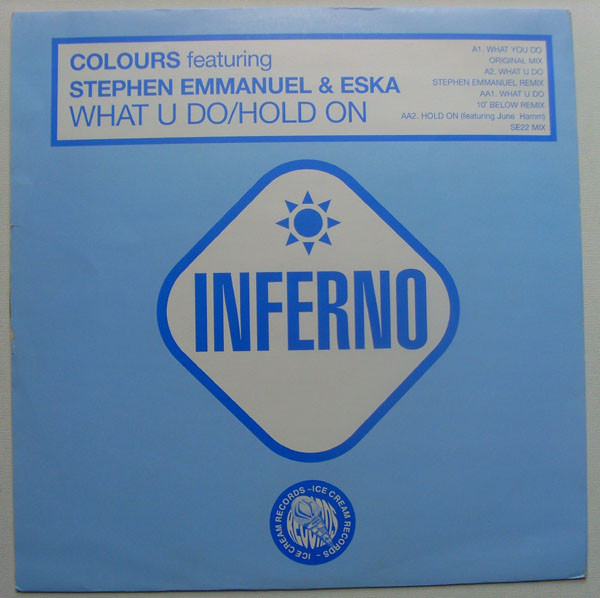 COLOURS featuring
STEPHEN EMMANUEL & ESKA
WHAT U DO/HOLD ON
A1. WHAT YOU DO
ORIGINAL MIX
A2. WHAT U DO
STEPHEN EMMANUEL REMIX
AA1. WHAT U DO
10° BELOW REMIX
AA2. HOLD ON (featuring June Hamm)
SE22 MIX
INFERNO
ICE CREAM RECORDS - ICE CREAM RECORDS -
RECORDS